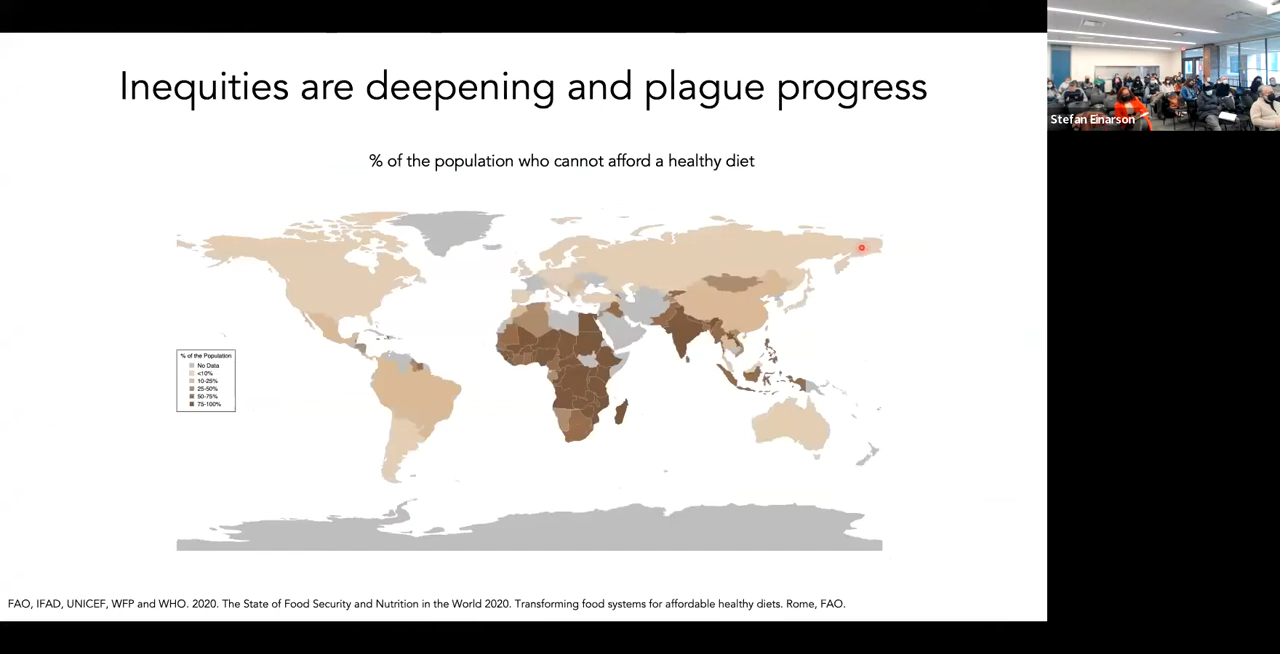 Inequities are deepening and plague progress
Stefan Einarson
% of the population who cannot afford a healthy diet
% of the Population
No Data
<10%
10-25%
25-50%
50-75%
75-100%
FAO, IFAD, UNICEF, WFP and WHO. 2020. The State of Food Security and Nutrition in the World 2020. Transforming food systems for affordable healthy diets. Rome, FAO.